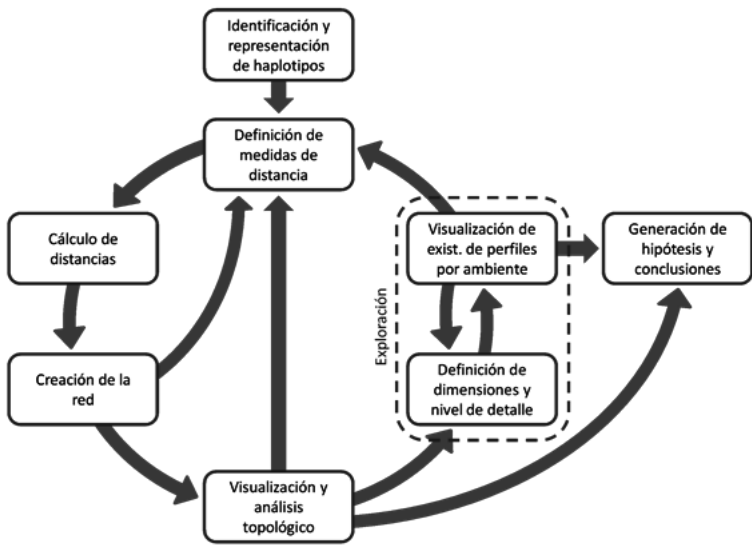 Identificación y
representación
de haplotipos
Definición de
medidas de
distancia
Cálculo de
distancias
Visualización de
exist. de perfiles
por ambiente
Generación de
hipótesis y
conclusiones
Exploración
Creación de la
red
Definición de
dimensiones y
nivel de detalle
Visualización y
análisis
topológico